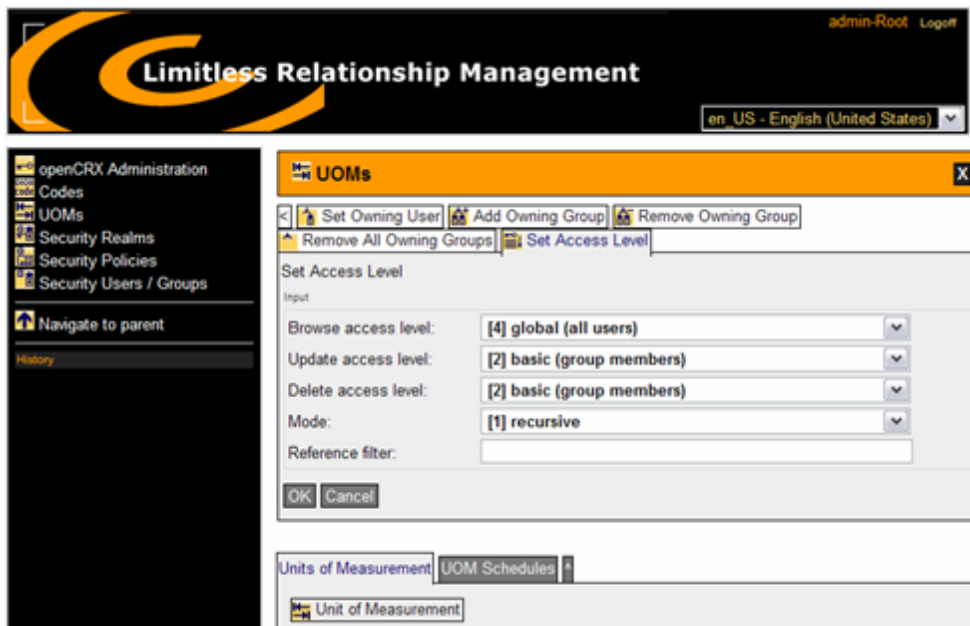 admin-Root Logoff
Limitless Relationship Management
en_US - English (United States)
openCRX Administration
Codes
UOMs
Security Realms
Security Policies
Security Users / Groups
Navigate to parent
History
UOMs
X
< Set Owning User Add Owning Group Remove Owning Group
Remove All Owning Groups Set Access Level
Set Access Level
Input
Browse access level: [4] global (all users)
Update access level: [2] basic (group members)
Delete access level: [2] basic (group members)
Mode: [1] recursive
Reference filter:
OK Cancel
Units of Measurement UOM Schedules
Unit of Measurement